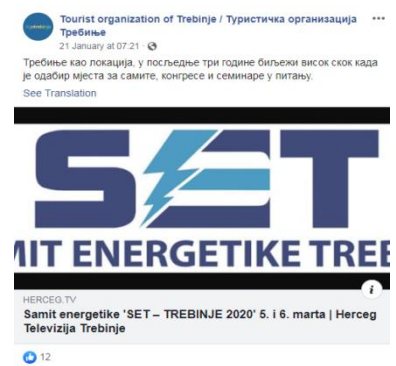 Tourist organization of Trebinje / Туристичка организација
Требиње
21 January at 07:21 ·
Требиње као локација, у посљедње три године биљежи висок скок када
је одабир мјеста за самите, конгресе и семинаре у питању.
See Translation
SET
MIT ENERGETIKE TREB
HERCEG.TV
Samit energetike 'SET – TREBINJE 2020' 5. i 6. marta | Herceg
Televizija Trebinje
12